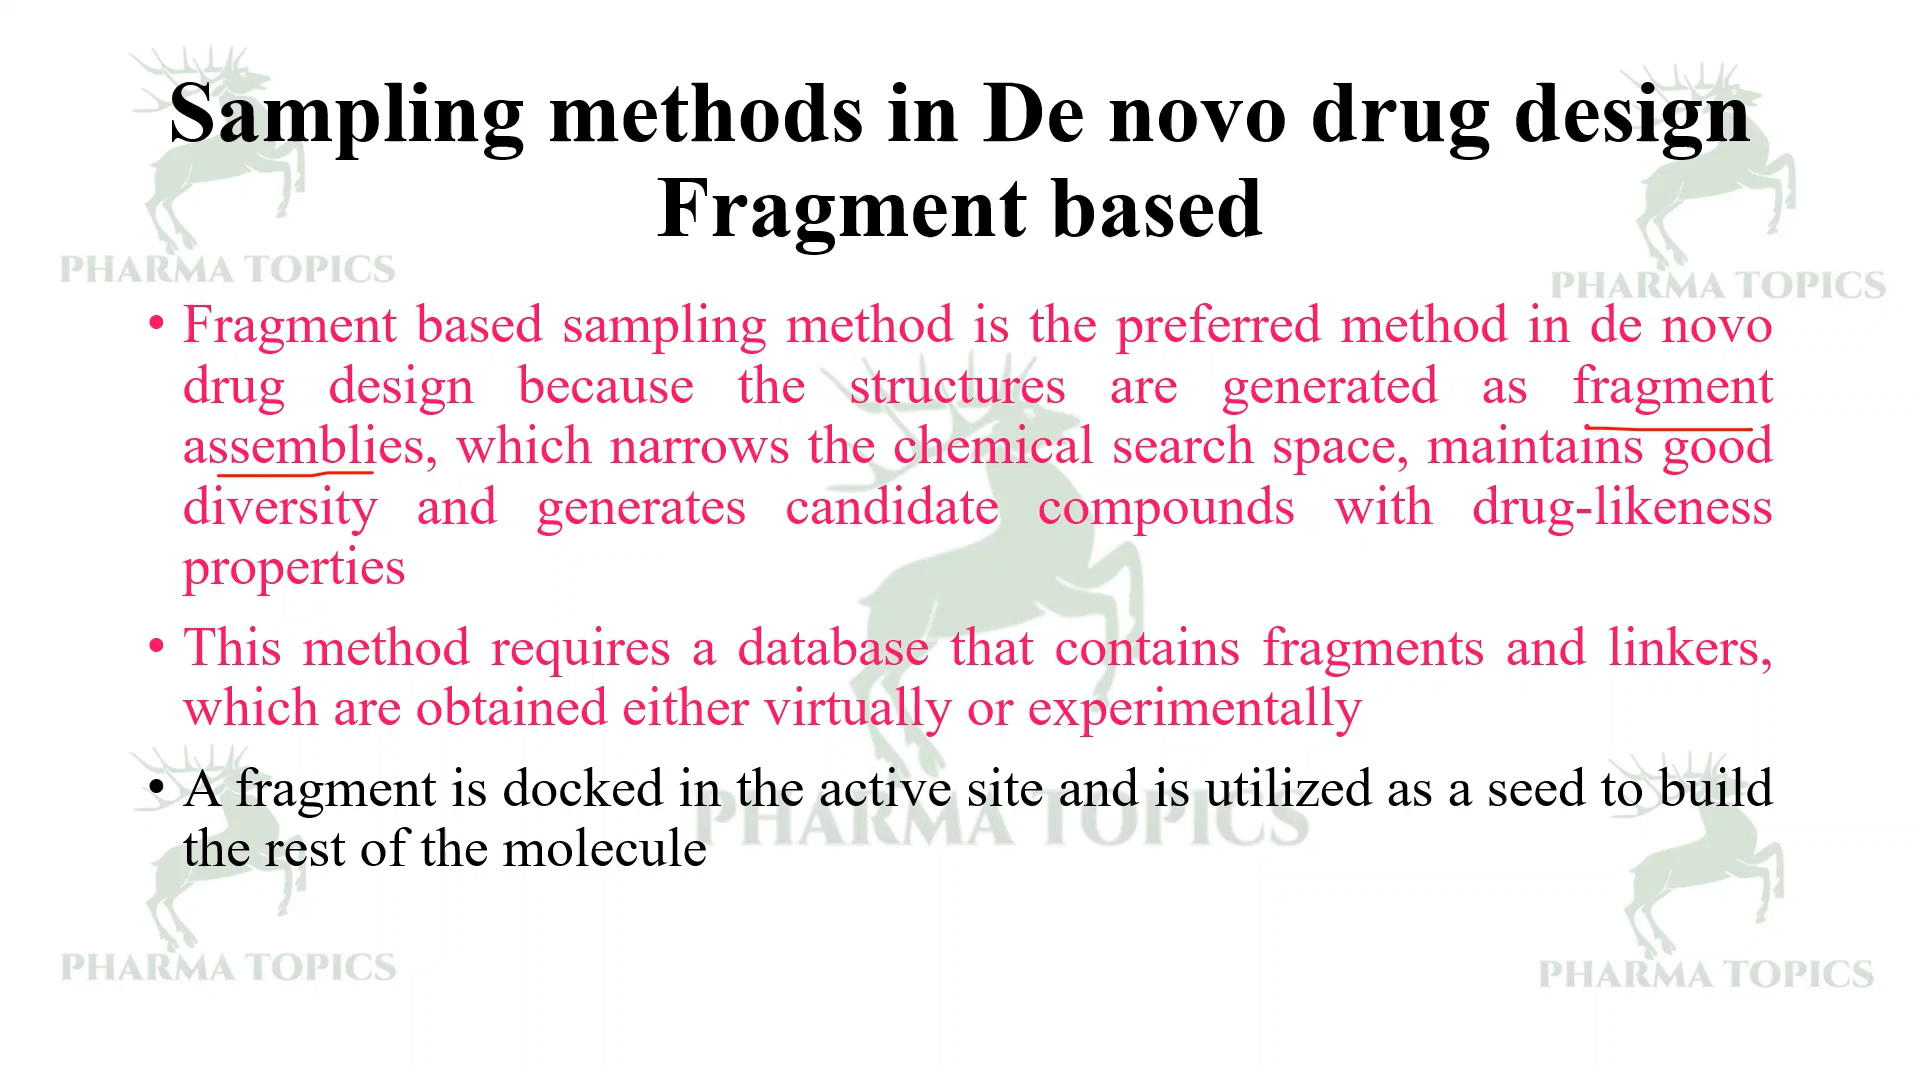 Sampling methods in De novo drug design
Fragment based
PHARMA TOPICS
PHARMA TOPICS
• Fragment based sampling method is the preferred method in de novo
drug design because the structures are generated as fragment
assemblies, which narrows the chemical search space, maintains good
diversity and generates candidate compounds with drug-likeness
properties
• This method requires a database that contains fragments and linkers,
which are obtained either virtually or experimentally
• A fragment is docked in the active site and is utilized as a seed to build
the rest of the molecule
PHARMA TOPICS
PHARMA TOPICS
PHARMA TOPICS